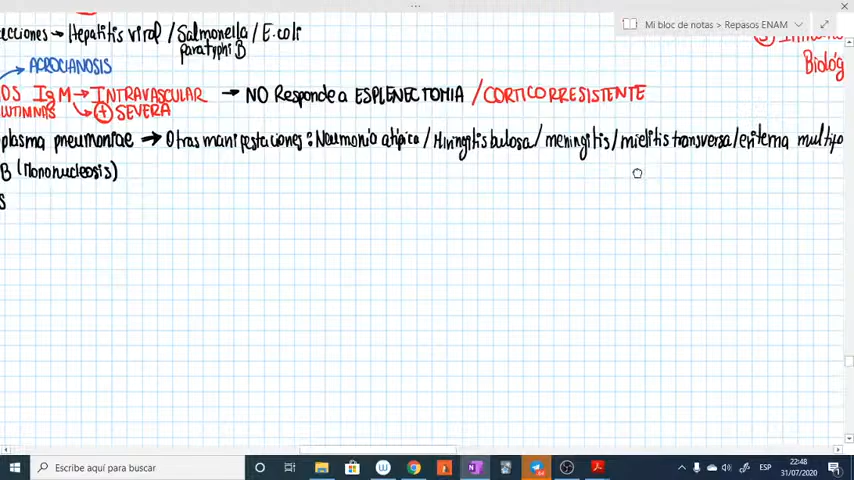 Mi bloc de notas > Repasos ENAM
ecciones → Hepatitis viral / Salmonella / E.coli
paratyphi B
Biológ
ACROCIANOSIS
OS IgM → INTRAVASCULAR → NO Responde a ESPLENECTOMIA / CORTICORRESISTENTE
LUTININAS → + SEVERA
oplasma pneumoniae → Otras manifestaciones: Neumonía atípica / Miringitis bulosa / meningitis / mielitis transversa / eritema multifo
B (Mononucleosis)
S
Escribe aquí para buscar
ESP
22:48
31/07/2020